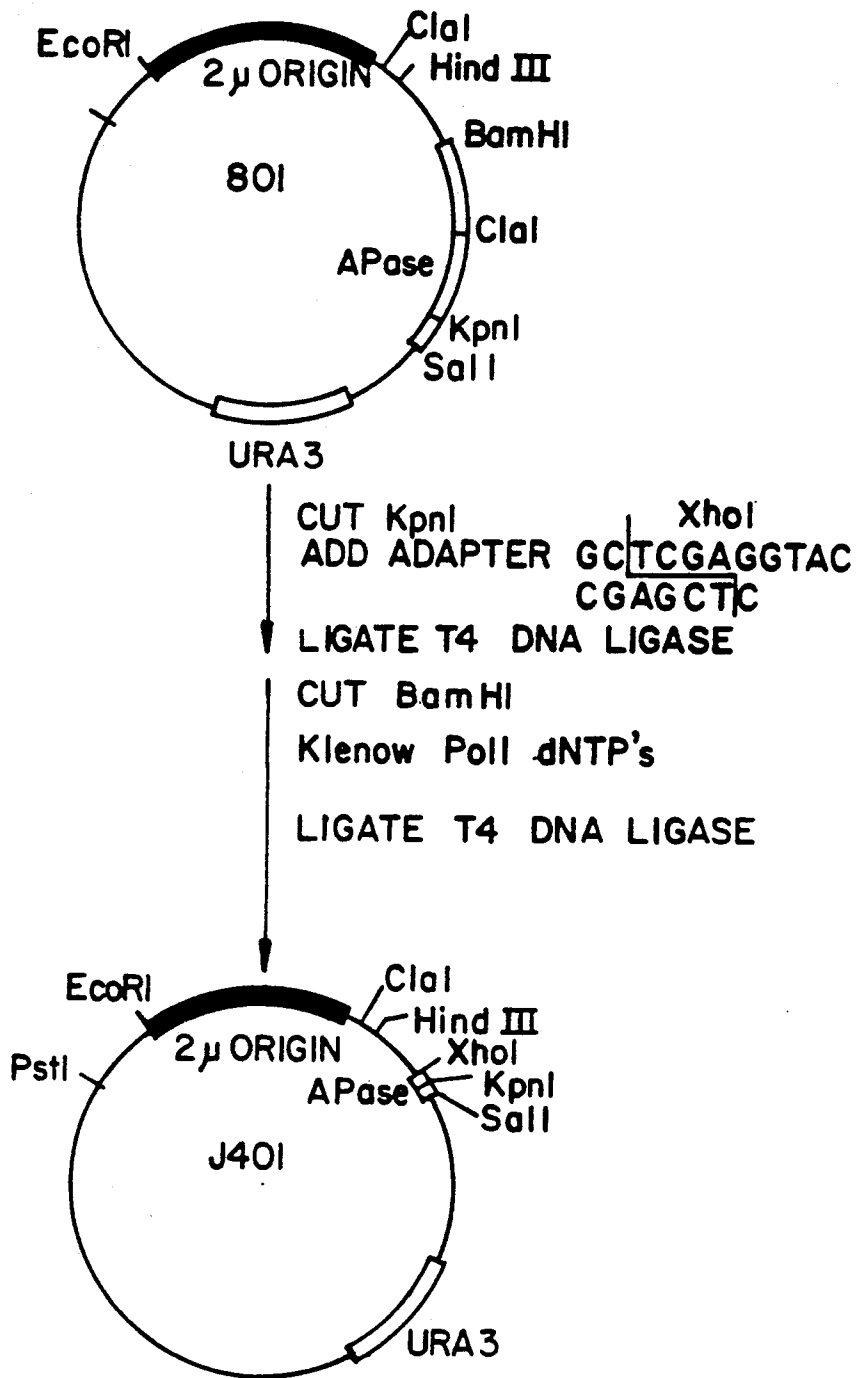 EcoRI
ClaI
Hind III
2µ ORIGIN
BamHI
801
ClaI
APase
KpnI
SalI
URA3
CUT KpnI
XhoI
ADD ADAPTER GCTCGAGGTAC
CGAGCTC
LIGATE T4 DNA LIGASE
CUT BamHI
Klenow PolI dNTP's
LIGATE T4 DNA LIGASE
EcoRI
ClaI
Hind III
2µ ORIGIN
XhoI
PstI
APase
KpnI
SalI
J401
URA3